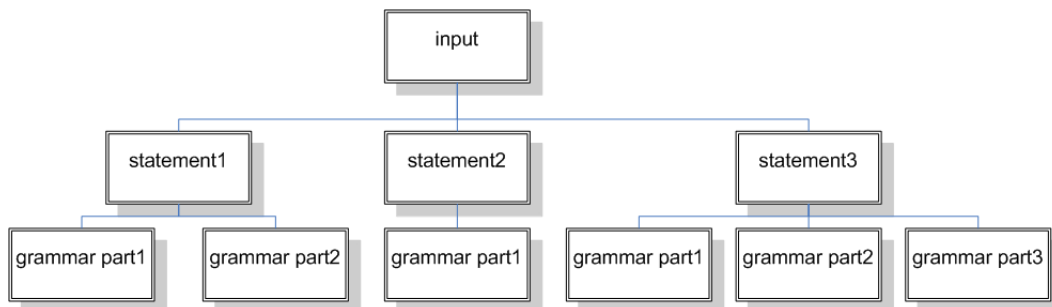 input
statement1
statement2
statement3
grammar part1
grammar part2
grammar part1
grammar part1
grammar part2
grammar part3